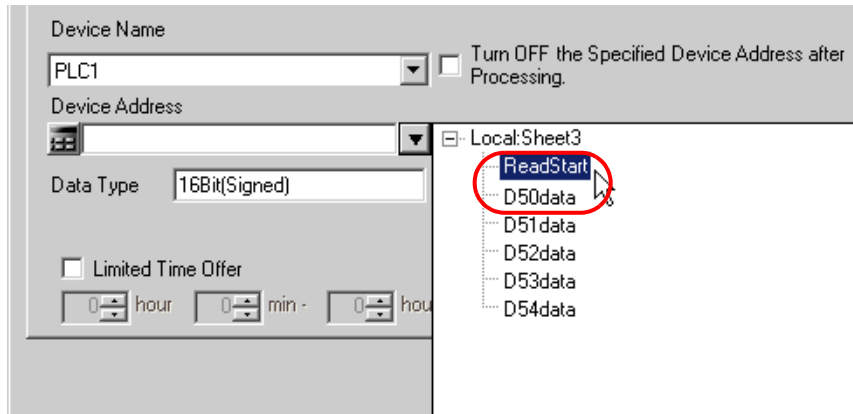 Device Name
PLC1
Turn OFF the Specified Device Address after
Processing.
Device Address
Local:Sheet3
ReadStart
Data Type 16Bit(Signed)
D50data
D51data
D52data
Limited Time Offer
D53data
0 hour 0 min - 0 hou
D54data